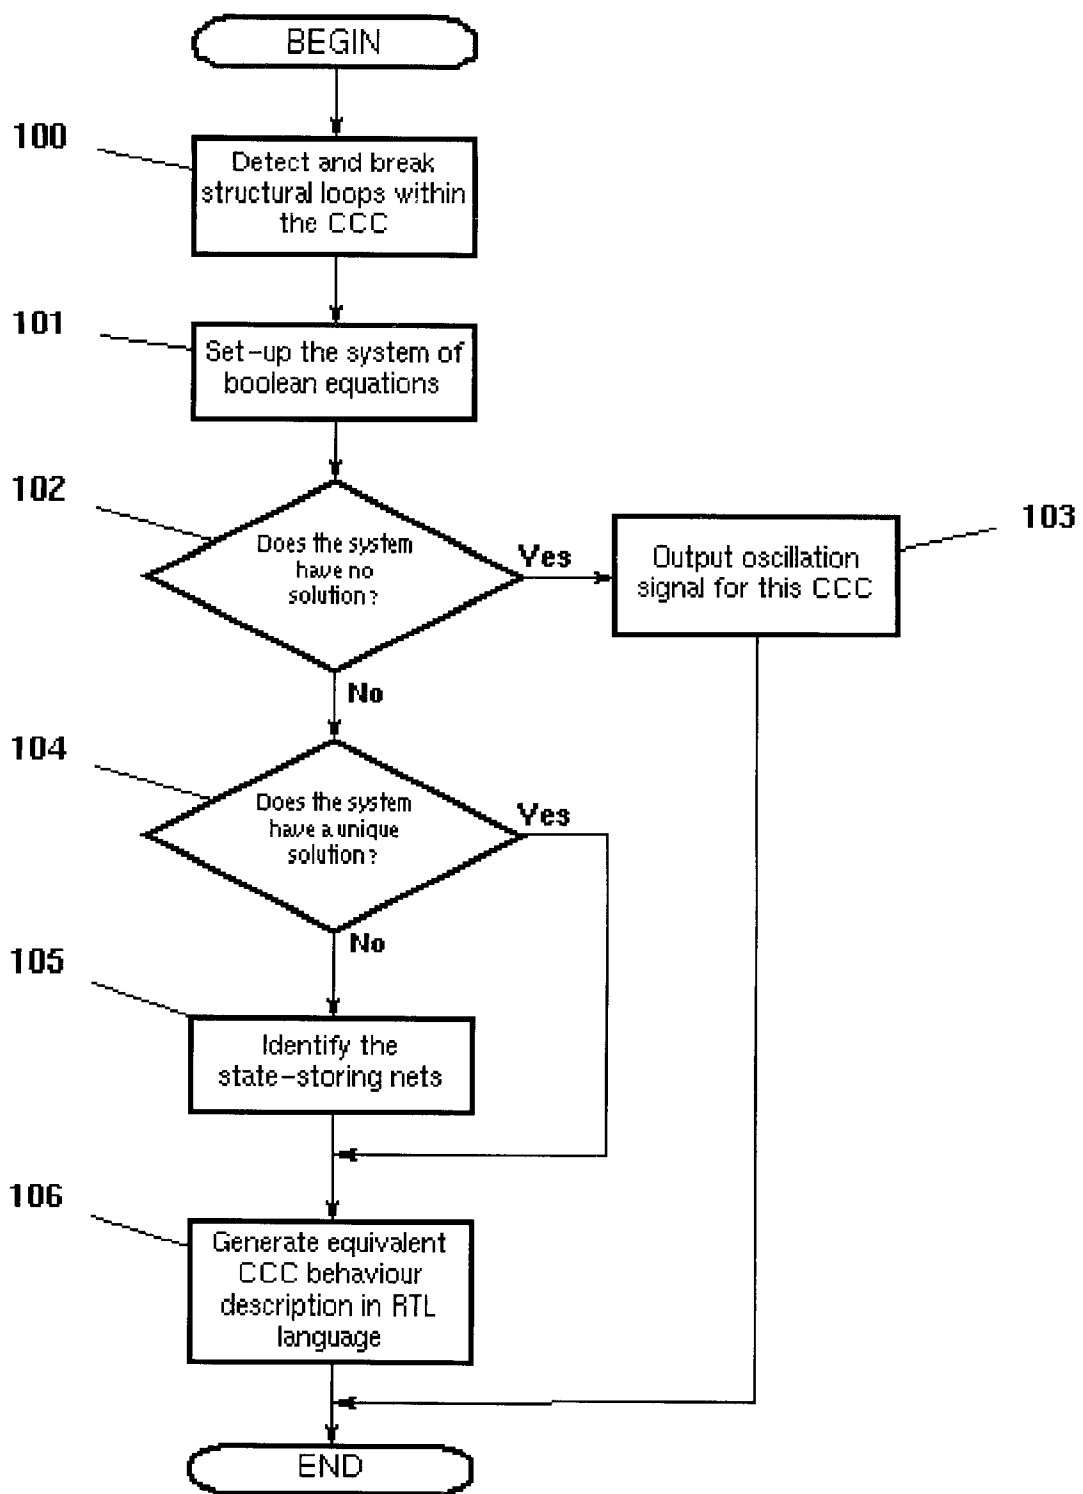 BEGIN
100
Detect and break
structural loops within
the CCC
101
Set-up the system of
boolean equations
102
Does the system
have no
solution?
Yes
103
Output oscillation
signal for this CCC
No
104
Does the system
have a unique
solution?
Yes
No
105
Identify the
state-storing nets
106
Generate equivalent
CCC behaviour
description in RTL
language
END